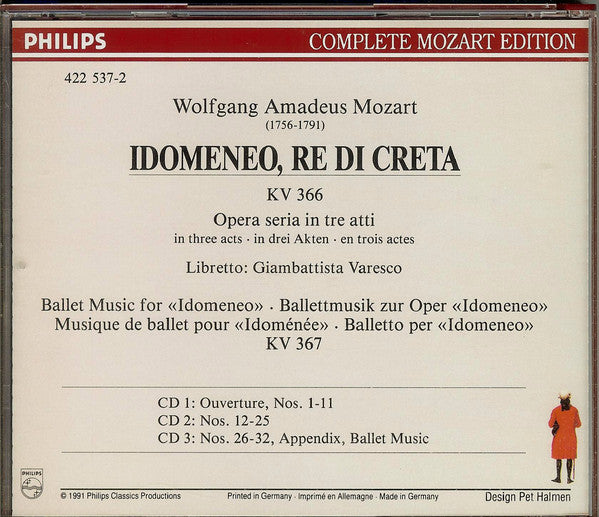 PHILIPS COMPLETE MOZART EDITION
422 537-2
Wolfgang Amadeus Mozart
(1756-1791)
IDOMENEO, RE DI CRETA
KV 366
Opera seria in tre atti
in three acts · in drei Akten · en trois actes
Libretto: Giambattista Varesco
Ballet Music for «Idomeneo» · Ballettmusik zur Oper «Idomeneo»
Musique de ballet pour «Idoménée» · Balletto per «Idomeneo»
KV 367
CD 1: Ouverture, Nos. 1-11
CD 2: Nos. 12-25
CD 3: Nos. 26-32, Appendix, Ballet Music
PHILIPS
© 1991 Philips Classics Productions Printed in Germany · Imprimé en Allemagne · Made in Germany Design Pet Halmen